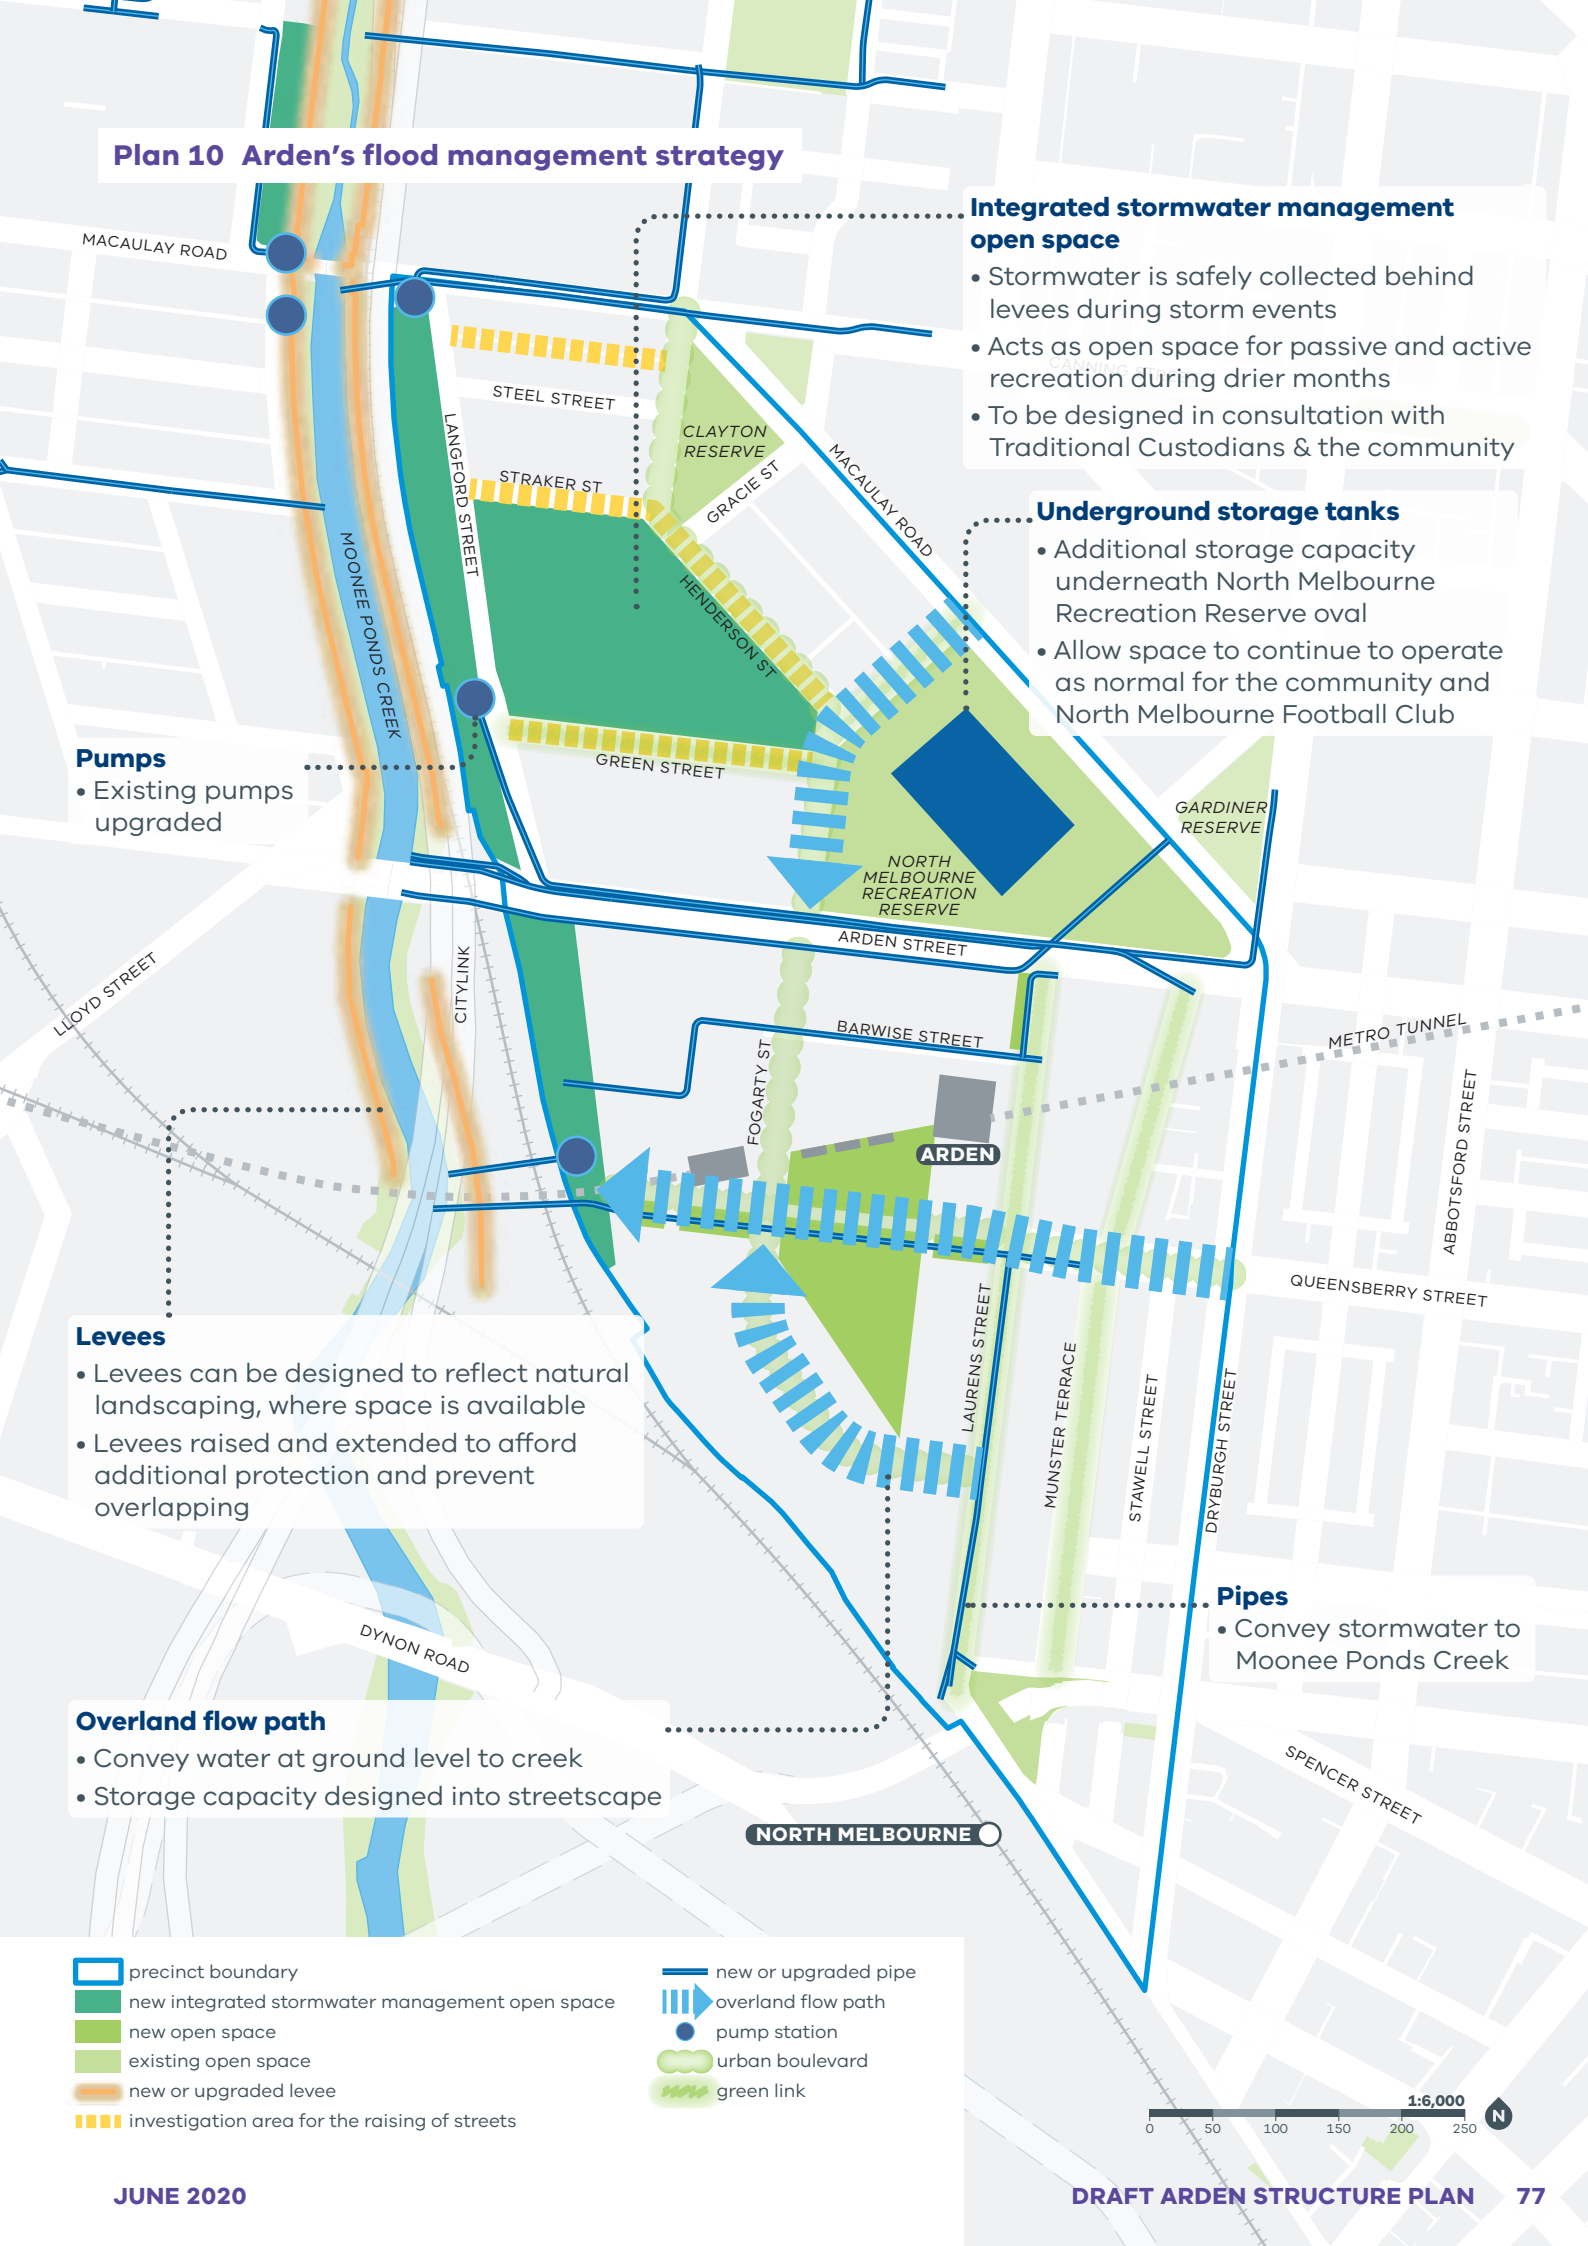 Plan 10 Arden's flood management strategy
Integrated stormwater management
open space
• Stormwater is safely collected behind
levees during storm events
• Acts as open space for passive and active
recreation during drier months
• To be designed in consultation with
Traditional Custodians & the community
MACAULAY ROAD
CANNING
STEEL STREET
CLAYTON
RESERVE
LANGFORD STREET
STRAKER ST
GRACIE ST
MACAULAY ROAD
Underground storage tanks
• Additional storage capacity
underneath North Melbourne
Recreation Reserve oval
• Allow space to continue to operate
as normal for the community and
North Melbourne Football Club
MOONEE PONDS CREEK
HENDERSON ST
Pumps
• Existing pumps
upgraded
GREEN STREET
GARDINER
RESERVE
NORTH
MELBOURNE
RECREATION
RESERVE
ARDEN STREET
LLOYD STREET
CITYLINK
BARWISE STREET
METRO TUNNEL
FOGARTY ST
ARDEN
ABBOTSFORD STREET
QUEENSBERRY STREET
Levees
• Levees can be designed to reflect natural
landscaping, where space is available
• Levees raised and extended to afford
additional protection and prevent
overlapping
LAURENS STREET
MUNSTER TERRACE
STAWELL STREET
DRYBURGH STREET
Pipes
• Convey stormwater to
Moonee Ponds Creek
DYNON ROAD
Overland flow path
• Convey water at ground level to creek
• Storage capacity designed into streetscape
SPENCER STREET
NORTH MELBOURNE
precinct boundary
new integrated stormwater management open space
new open space
existing open space
new or upgraded levee
investigation area for the raising of streets
new or upgraded pipe
overland flow path
pump station
urban boulevard
green link
1:6,000
0 50 100 150 200 250
N
JUNE 2020
DRAFT ARDEN STRUCTURE PLAN 77